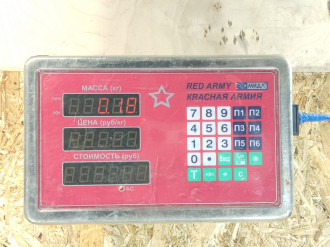 МАССА (кг)
0.18
ЦЕНА (руб/кг)
СТОИМОСТЬ (руб)
AC
RED ARMY
КРАСНАЯ АРМИЯ
7 8 9 П1 П2
4 5 6 П3 П4
1 2 3 П5 П6
0 •
T C